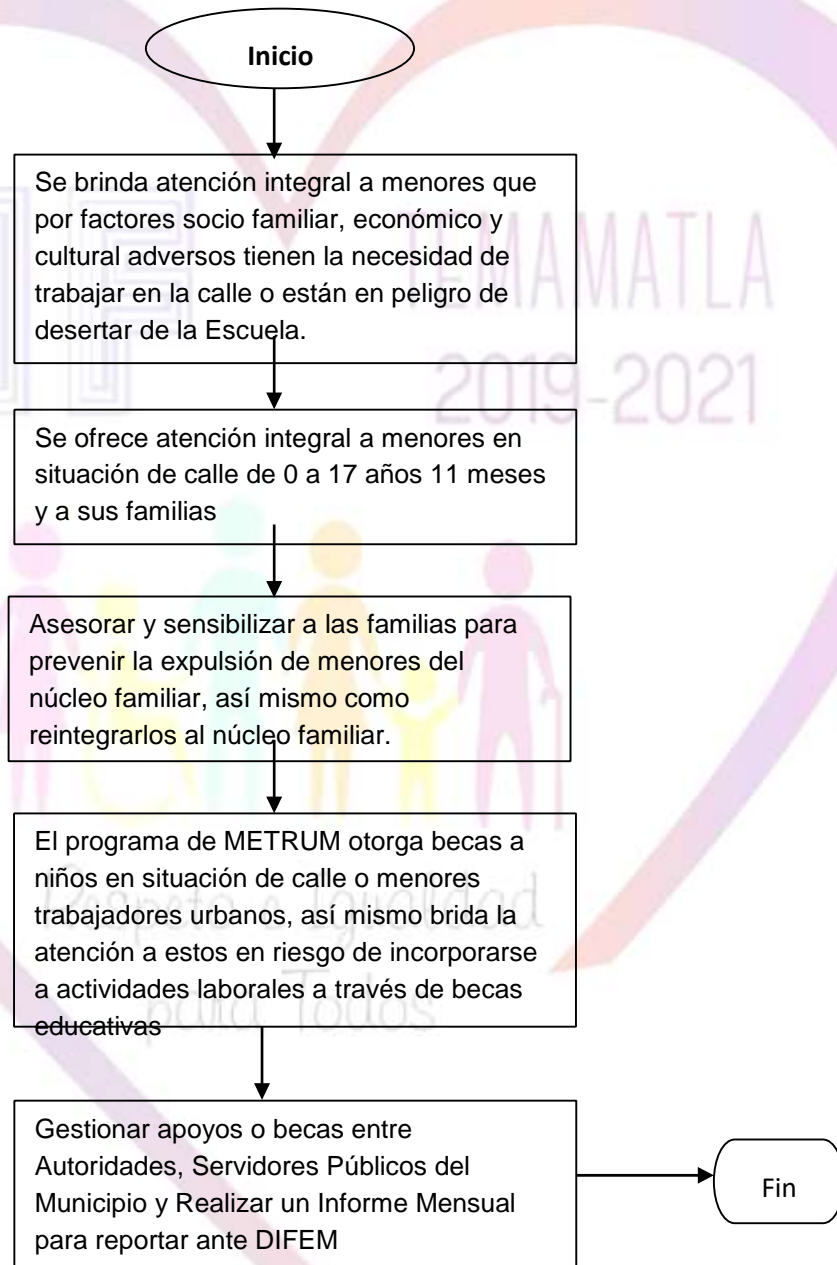 Inicio
Se brinda atención integral a menores que
por factores socio familiar, económico y
cultural adversos tienen la necesidad de
trabajar en la calle o están en peligro de
desertar de la Escuela.
TEMAMATLA
2019-2021
Se ofrece atención integral a menores en
situación de calle de 0 a 17 años 11 meses
y a sus familias
Asesorar y sensibilizar a las familias para
prevenir la expulsión de menores del
núcleo familiar, así mismo como
reintegrarlos al núcleo familiar.
El programa de METRUM otorga becas a
niños en situación de calle o menores
trabajadores urbanos, así mismo brida la
atención a estos en riesgo de incorporarse
a actividades laborales a través de becas
educativas
Respeto e Igualdad
para Todos
Gestionar apoyos o becas entre
Autoridades, Servidores Públicos del
Municipio y Realizar un Informe Mensual
para reportar ante DIFEM
Fin